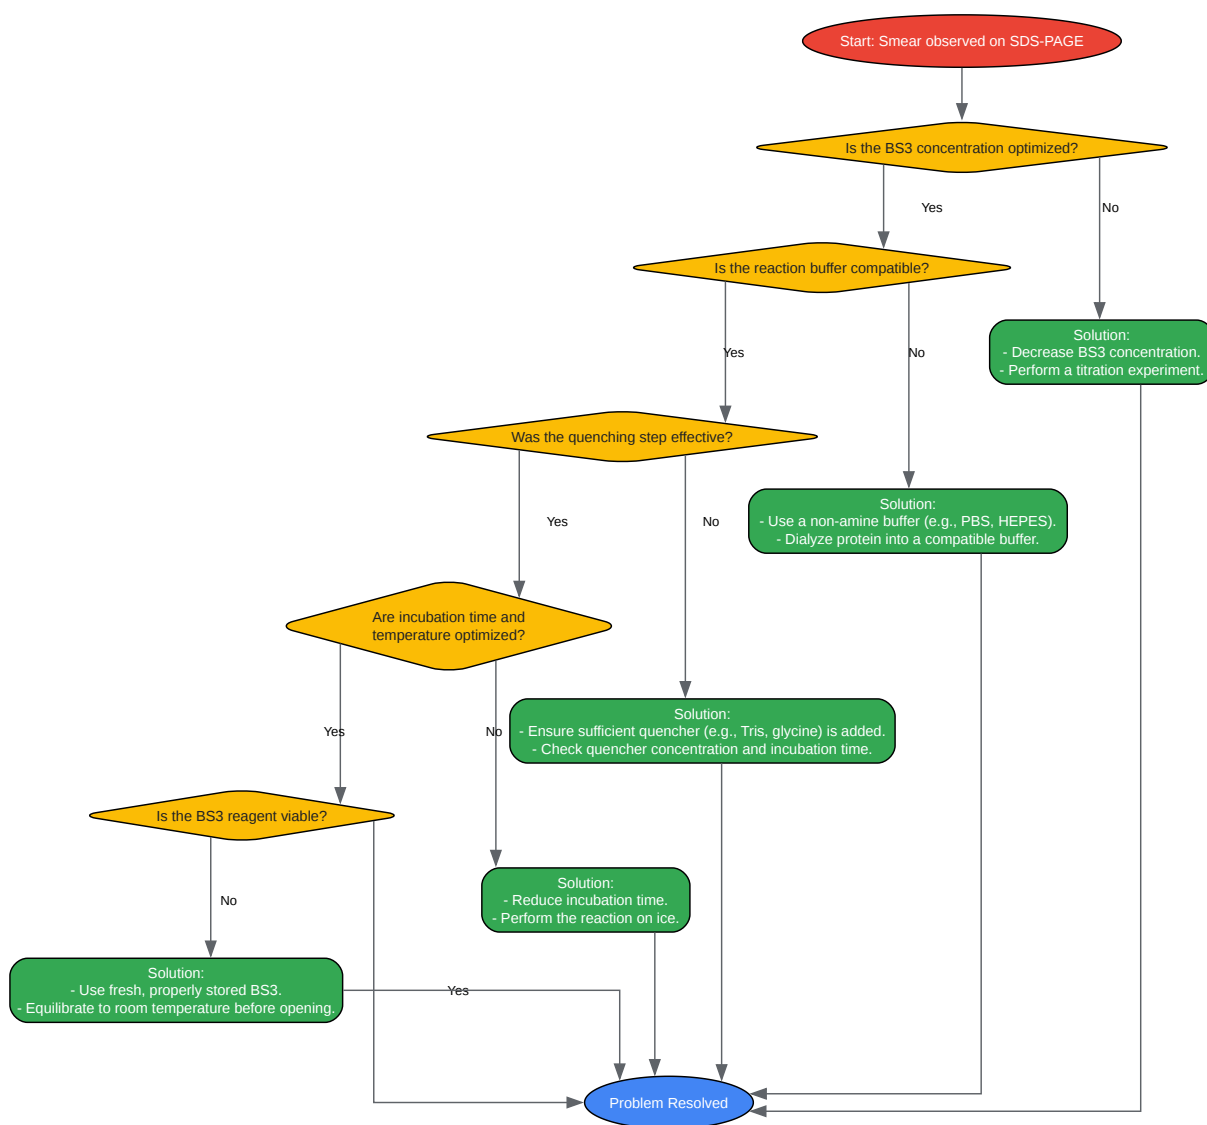 Start: Smear observed on SDS-PAGE
Is the BS3 concentration optimized?
Yes
No
Is the reaction buffer compatible?
Solution:
- Decrease BS3 concentration.
- Perform a titration experiment.
Yes
No
Was the quenching step effective?
Solution:
- Use a non-amine buffer (e.g., PBS, HEPES).
- Dialyze protein into a compatible buffer.
Yes
No
Are incubation time and
temperature optimized?
Solution:
- Ensure sufficient quencher (e.g., Tris, glycine) is added.
- Check quencher concentration and incubation time.
Yes
No
Is the BS3 reagent viable?
Solution:
- Reduce incubation time.
- Perform the reaction on ice.
No
Solution:
- Use fresh, properly stored BS3.
- Equilibrate to room temperature before opening.
Yes
Problem Resolved